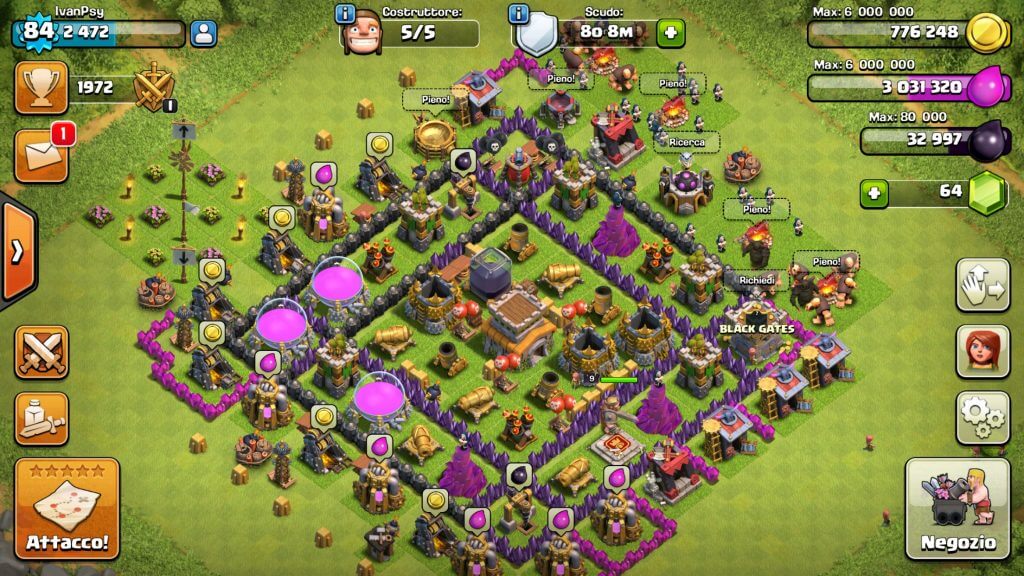 IvanPsy
84 2 472
Costruttore:
5/5
Scudo:
8o 8M
Max: 6 000 000
776 248
1972
I
Max: 6 000 000
3 031 320
Max: 80 000
32 997
1
64
Pieno!
Pieno!
Pieno!
Ricerca
Pieno!
Pieno!
Richiedi
BLACK GATES
9
Attacco!
Negozio